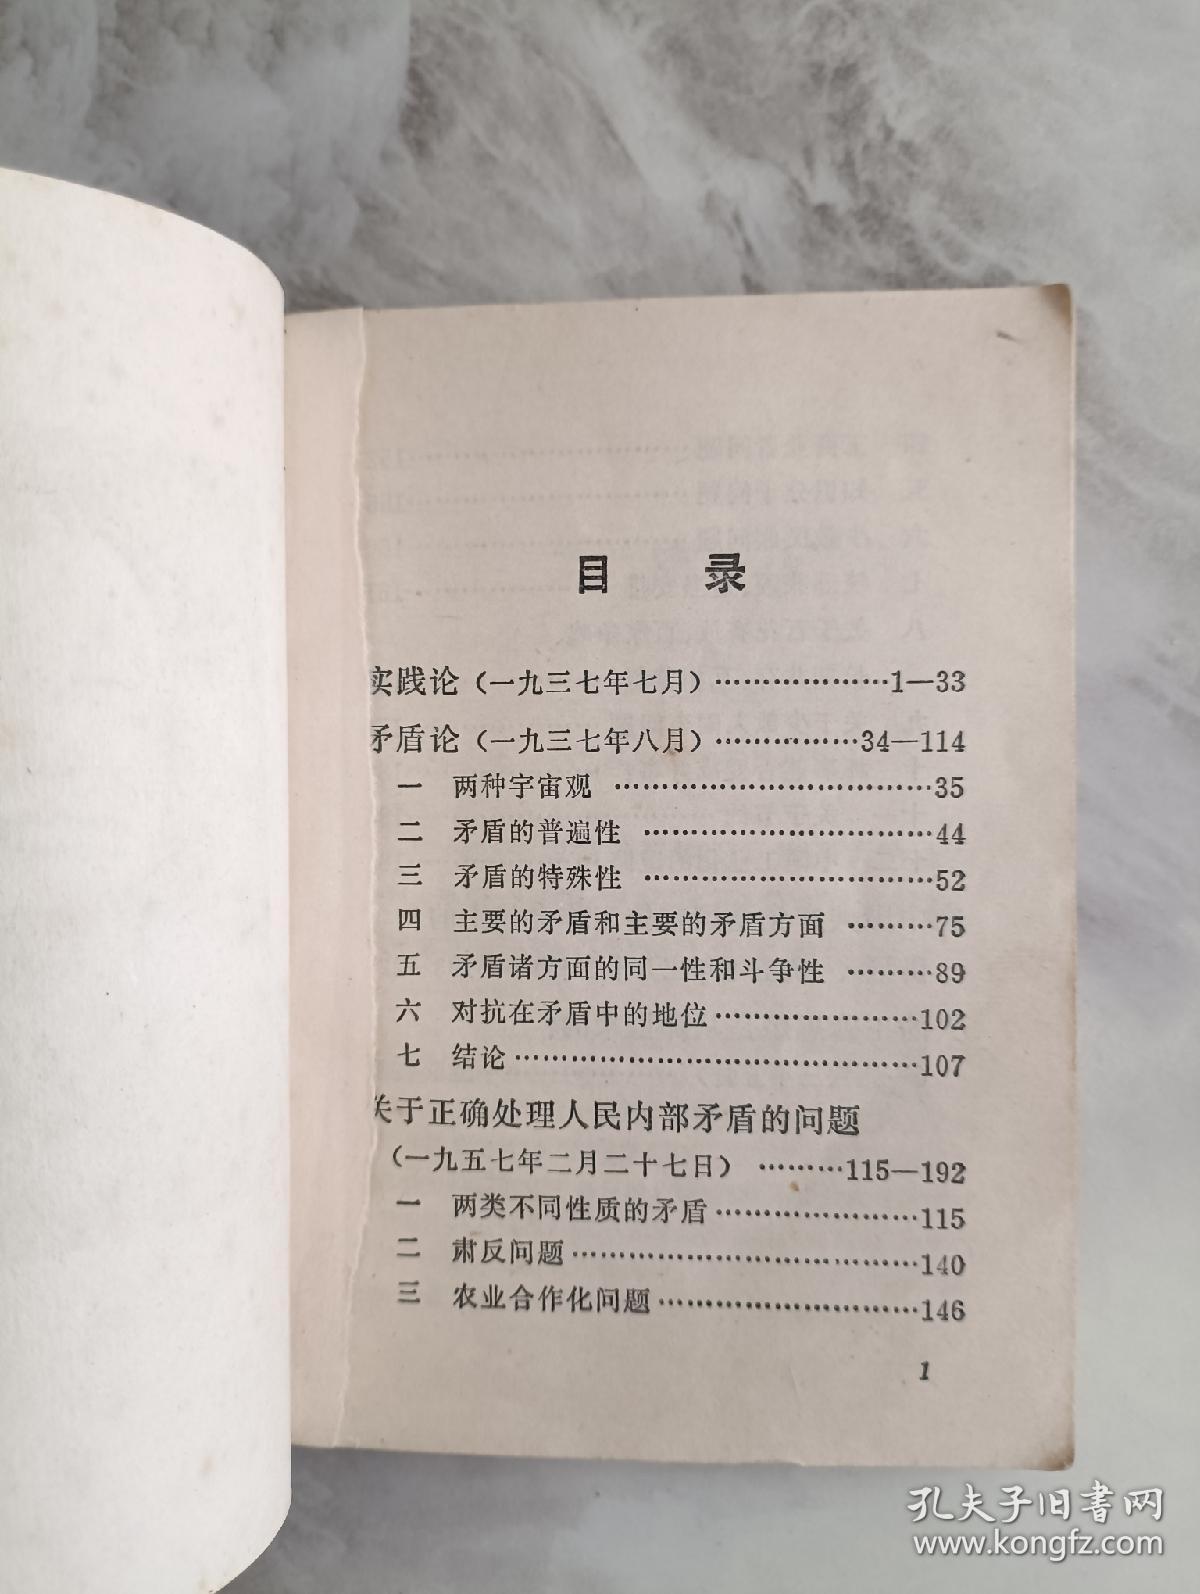 目 录
实践论（一九三七年七月）………………1—33
矛盾论（一九三七年八月）……………34—114
一 两种宇宙观 ……………………………35
二 矛盾的普遍性 …………………………44
三 矛盾的特殊性 …………………………52
四 主要的矛盾和主要的矛盾方面 ………75
五 矛盾诸方面的同一性和斗争性 ………89
六 对抗在矛盾中的地位…………………102
七 结论……………………………………107
关于正确处理人民内部矛盾的问题
（一九五七年二月二十七日） ………115—192
一 两类不同性质的矛盾…………………115
二 肃反问题………………………………140
三 农业合作化问题………………………146
1
孔夫子旧书网
www.kongfz.com